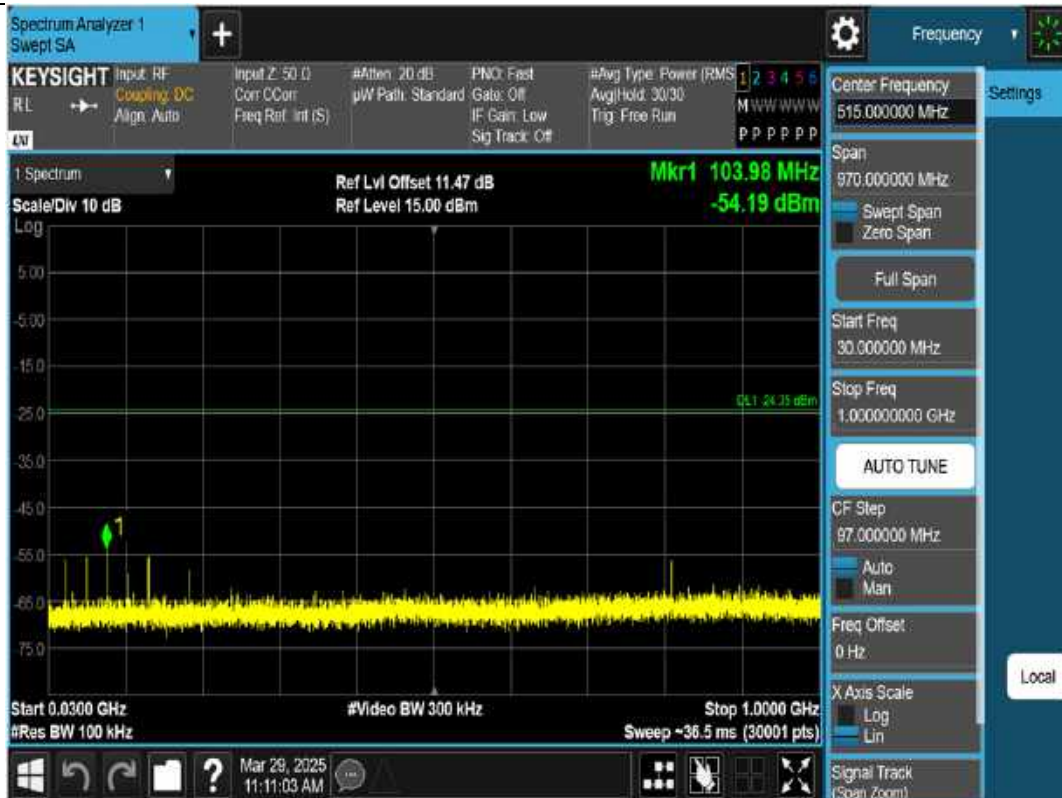 Spectrum Analyzer 1
Swept SA
+
Frequency
KEYSIGHT
RL
Input: RF
Coupling: DC
Align: Auto
Input Z: 50 Ω
Corr CCorr
Freq Ref: Int (S)
#Atten: 20 dB
µW Path: Standard
PNO: Fast
Gate: Off
IF Gain: Low
Sig Track: Off
#Avg Type: Power (RMS
Avg|Hold: 30/30
Trig: Free Run
1 2 3 4 5 6
M W W W W W
P P P P P P
Center Frequency
515.000000 MHz
Settings
1 Spectrum
Scale/Div 10 dB
Ref Lvl Offset 11.47 dB
Ref Level 15.00 dBm
Mkr1 103.98 MHz
-54.19 dBm
Span
970.000000 MHz
Swept Span
Zero Span
Full Span
Start Freq
30.000000 MHz
Stop Freq
1.000000000 GHz
AUTO TUNE
CF Step
97.000000 MHz
Auto
Man
Freq Offset
0 Hz
X Axis Scale
Log
Lin
Signal Track
(Span Zoom)
Local
Log
5.00
-5.00
-15.0
-25.0
-35.0
-45.0
-55.0
-65.0
-75.0
DL1 -24.35 dBm
1
Start 0.0300 GHz
#Res BW 100 kHz
#Video BW 300 kHz
Stop 1.0000 GHz
Sweep ~36.5 ms (30001 pts)
?
Mar 29, 2025
11:11:03 AM